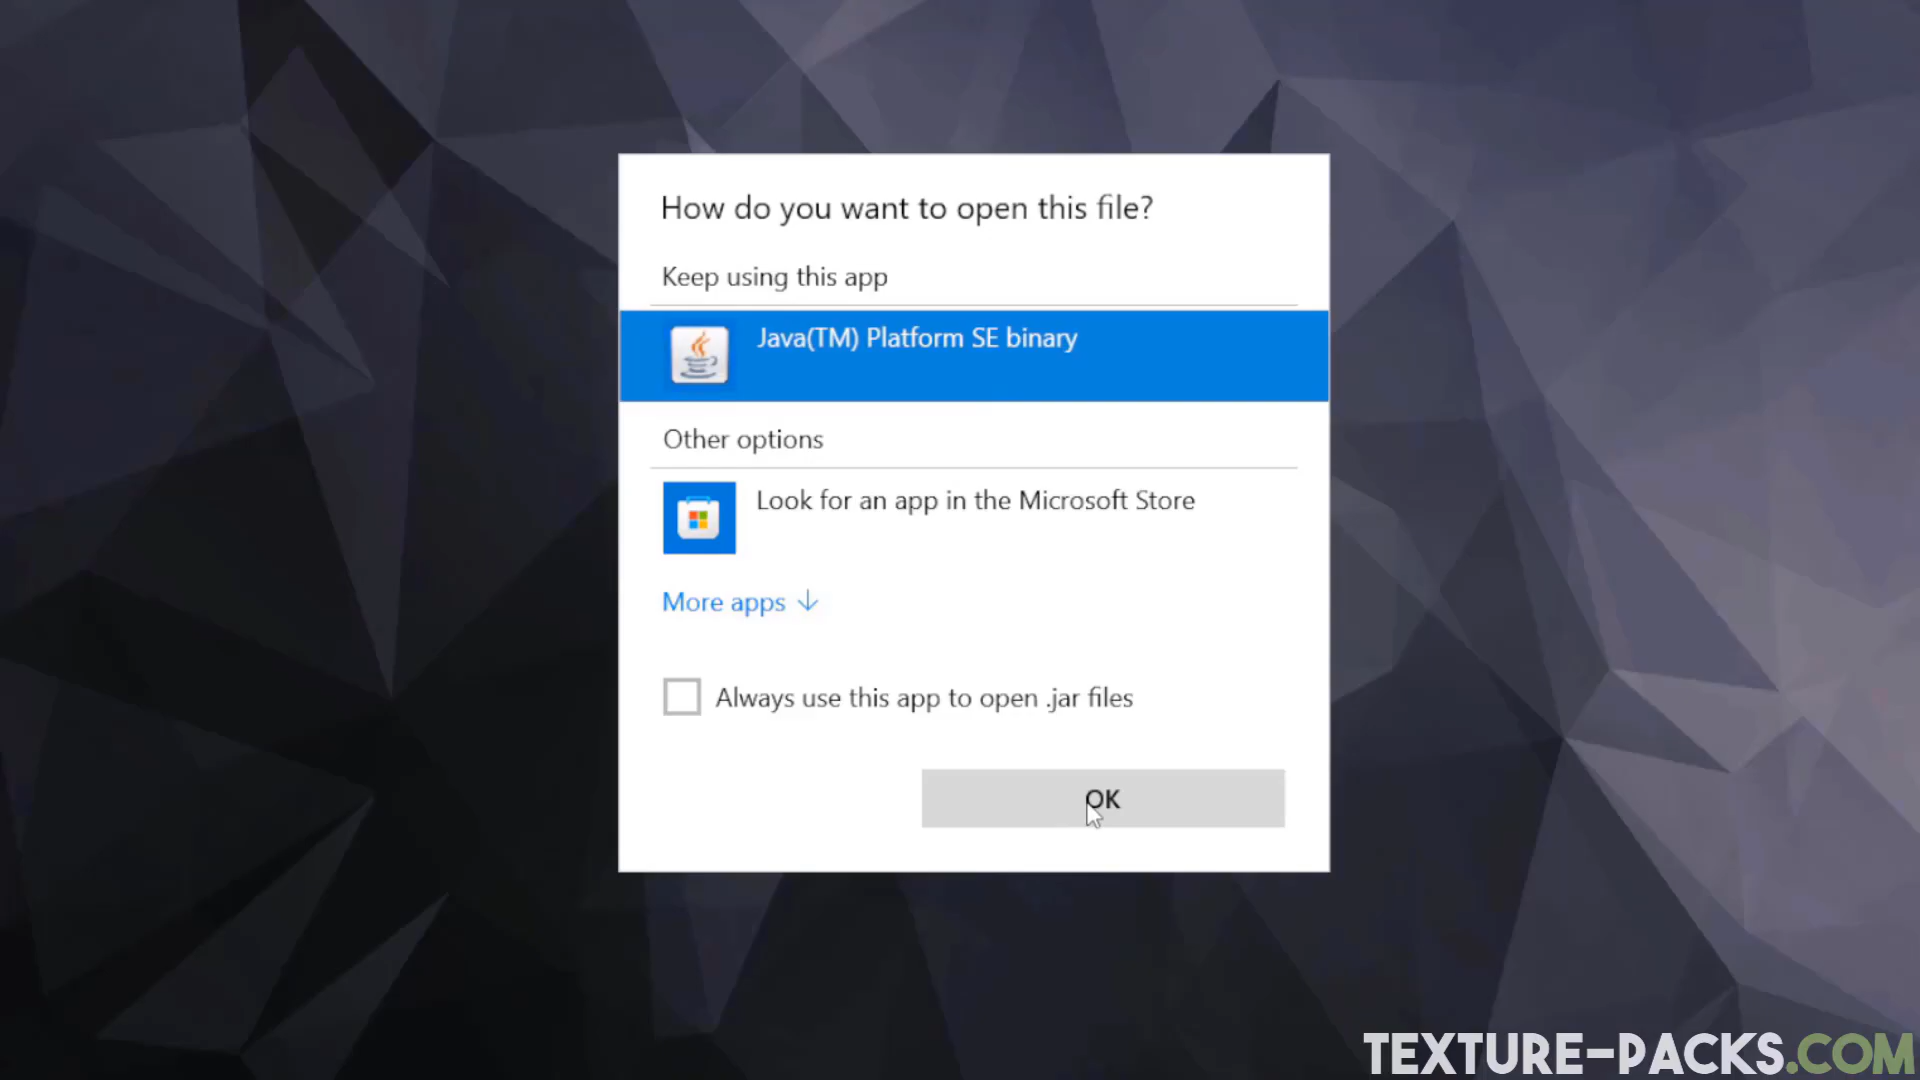 How do you want to open this file?
Keep using this app
Java(TM) Platform SE binary
Other options
Look for an app in the Microsoft Store
More apps
Always use this app to open .jar files
OK
TEXTURE-PACKS.COM